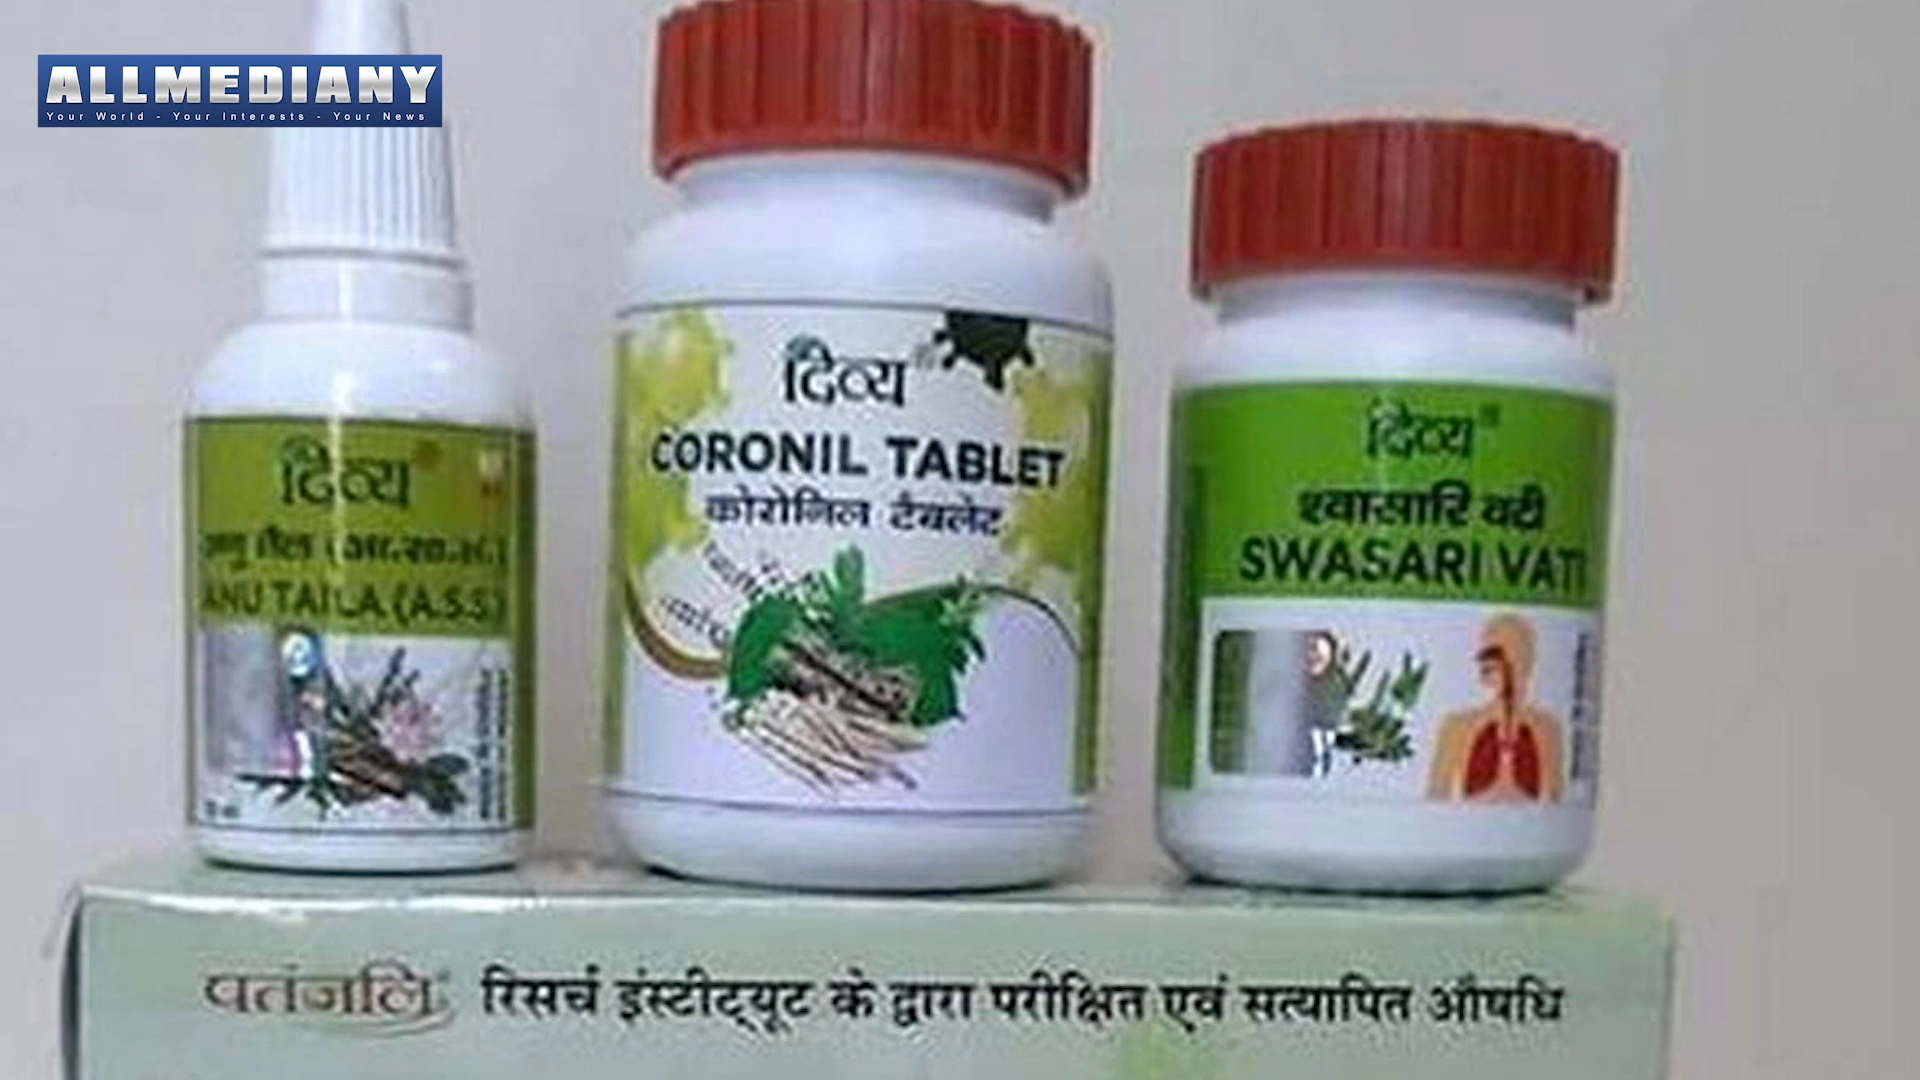 ALLMEDIANY
Your World - Your Interests - Your News
दिव्य
तैल
ANU TAILA (A.S.S.)
दिव्य
CORONIL TABLET
कोरोनिल टैबलेट
दिव्य
श्वासारि वटी
SWASARI VATI
पतंजलि रिसर्च इंस्टीट्यूट के द्वारा परीक्षित एवं सत्यापित औषधि